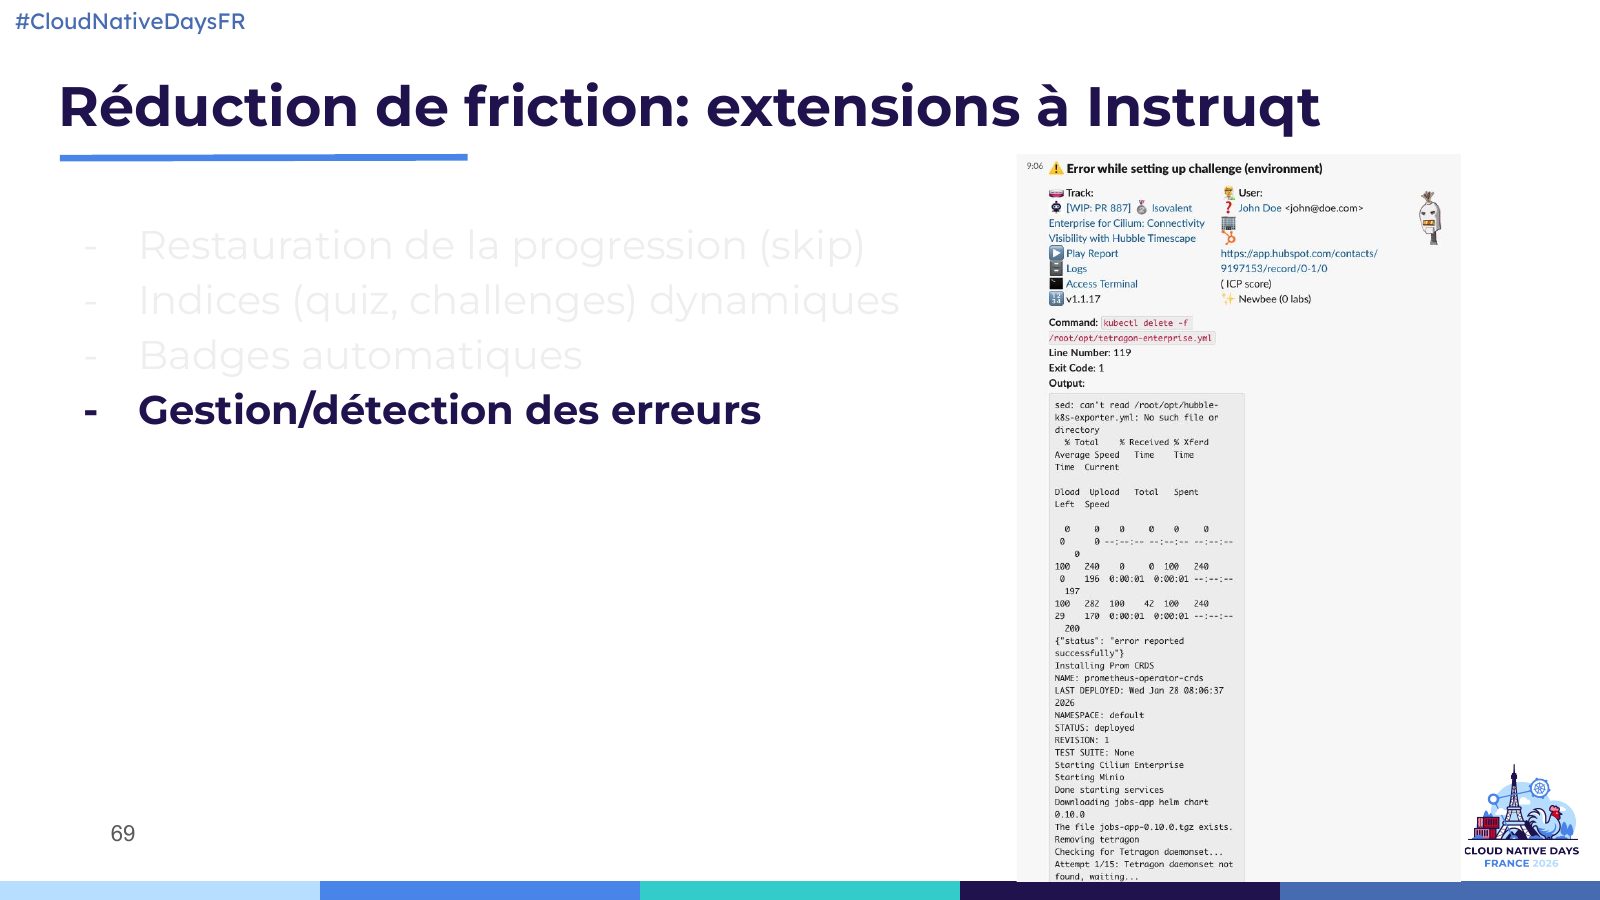 #CloudNativeDaysFR
Réduction de friction: extensions à Instruqt
- Restauration de la progression (skip)
- Indices (quiz, challenges) dynamiques
- Badges automatiques
- Gestion/détection des erreurs
9:06 Error while setting up challenge (environment)
Track:
[WIP: PR 887] Isovalent
Enterprise for Cilium: Connectivity
Visibility with Hubble Timescape
Play Report
Logs
Access Terminal
v1.1.17
User:
John Doe <john@doe.com>
https://app.hubspot.com/contacts/
9197153/record/0-1/0
( ICP score)
Newbee (0 labs)
Command: kubectl delete -f
/root/opt/tetragon-enterprise.yml
Line Number: 119
Exit Code: 1
Output:
sed: can't read /root/opt/hubble-
k8s-exporter.yml: No such file or
directory
% Total % Received % Xferd
Average Speed Time Time
Time Current
Dload Upload Total Spent
Left Speed
0 0 0 0 0 0
0 0 --:--:-- --:--:-- --:--:--
0
100 240 0 0 100 240
0 196 0:00:01 0:00:01 --:--:--
197
100 282 100 42 100 240
29 170 0:00:01 0:00:01 --:--:--
200
{"status": "error reported
successfully"}
Installing Prom CRDS
NAME: prometheus-operator-crds
LAST DEPLOYED: Wed Jan 28 08:06:37
2026
NAMESPACE: default
STATUS: deployed
REVISION: 1
TEST SUITE: None
Starting Cilium Enterprise
Starting Minio
Done starting services
Downloading jobs-app helm chart
0.10.0
The file jobs-app-0.10.0.tgz exists.
Removing tetragon
Checking for Tetragon daemonset...
Attempt 1/15: Tetragon daemonset not
found, waiting...
69
CLOUD NATIVE DAYS
FRANCE 2026